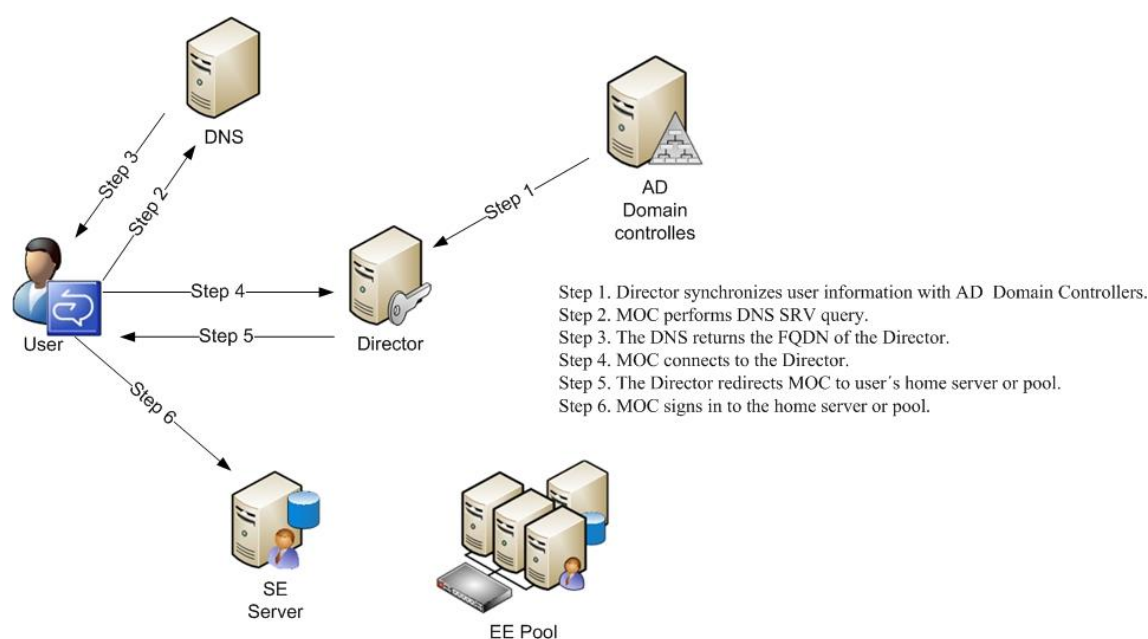 DNS
Step 3
Step 2
Step 1
AD
Domain
controlles
User
Step 4
Step 5
Director
Step 1. Director synchronizes user information with AD Domain Controllers.
Step 2. MOC performs DNS SRV query.
Step 3. The DNS returns the FQDN of the Director.
Step 4. MOC connects to the Director.
Step 5. The Director redirects MOC to user´s home server or pool.
Step 6. MOC signs in to the home server or pool.
Step 6
SE
Server
EE Pool